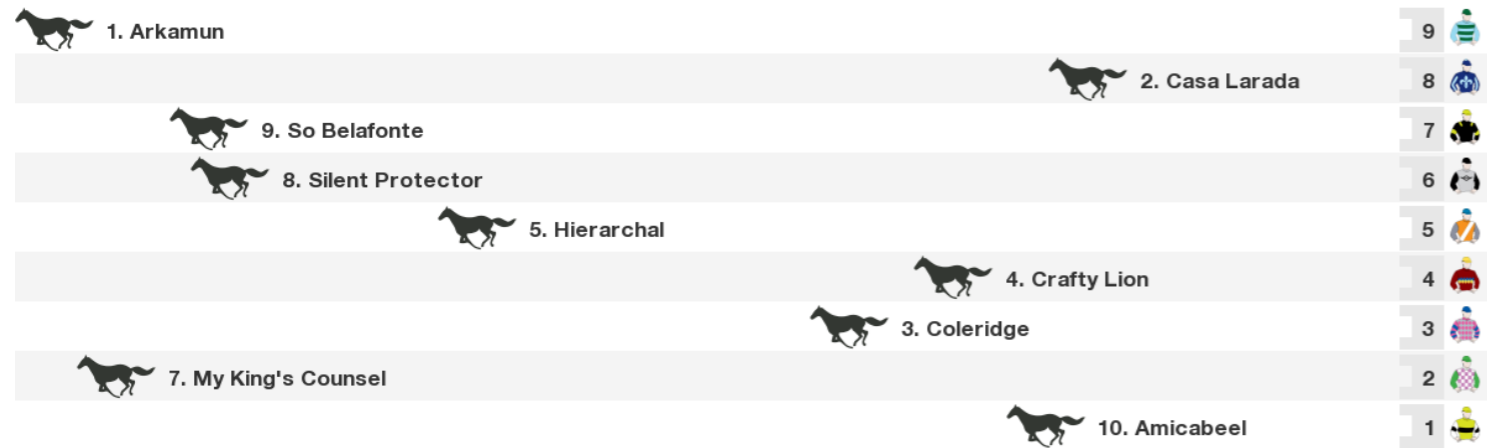 1. Arkamun 9
2. Casa Larada 8
9. So Belafonte 7
8. Silent Protector 6
5. Hierarchal 5
4. Crafty Lion 4
3. Coleridge 3
7. My King's Counsel 2
10. Amicabeel 1